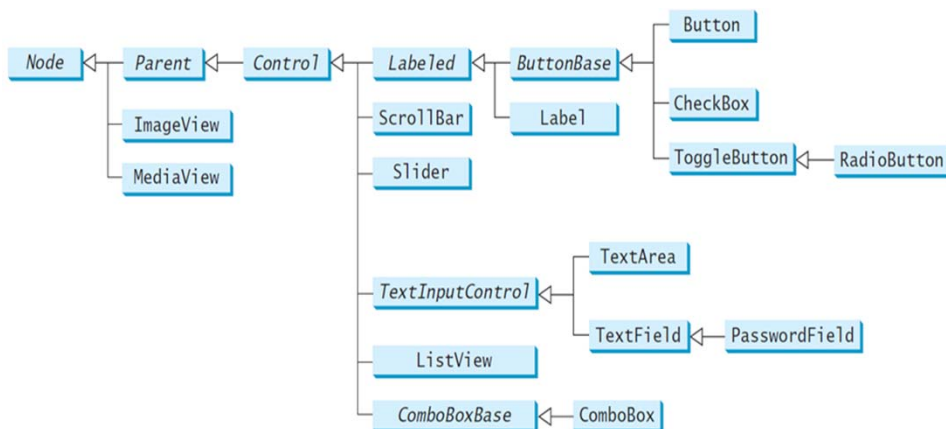 Button
Node
Parent
Control
Labeled
ButtonBase
CheckBox
ImageView
ScrollBar
Label
MediaView
Slider
ToggleButton
RadioButton
TextArea
TextInputControl
TextField
PasswordField
ListView
ComboBoxBase
ComboBox